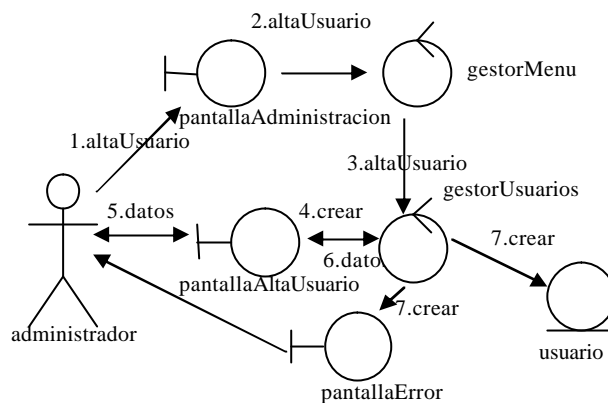 2.altaUsuario
gestorMenu
pantallaAdministracion
1.altaUsuario
3.altaUsuario
gestorUsuarios
5.datos
4.crear
7.crear
6.dato
pantallaAltaUsuario
7.crear
administrador
usuario
pantallaError